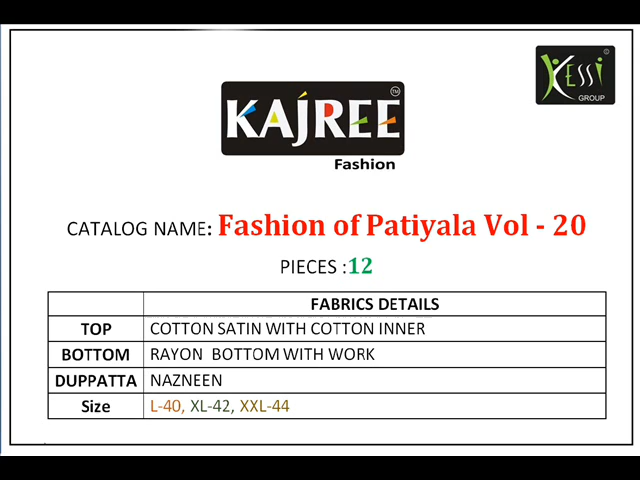 KESSI
©
GROUP
KAJREE
TM
Fashion
CATALOG NAME: Fashion of Patiyala Vol - 20
PIECES :12
FABRICS DETAILS
TOP COTTON SATIN WITH COTTON INNER
BOTTOM RAYON BOTTOM WITH WORK
DUPPATTA NAZNEEN
Size L-40, XL-42, XXL-44